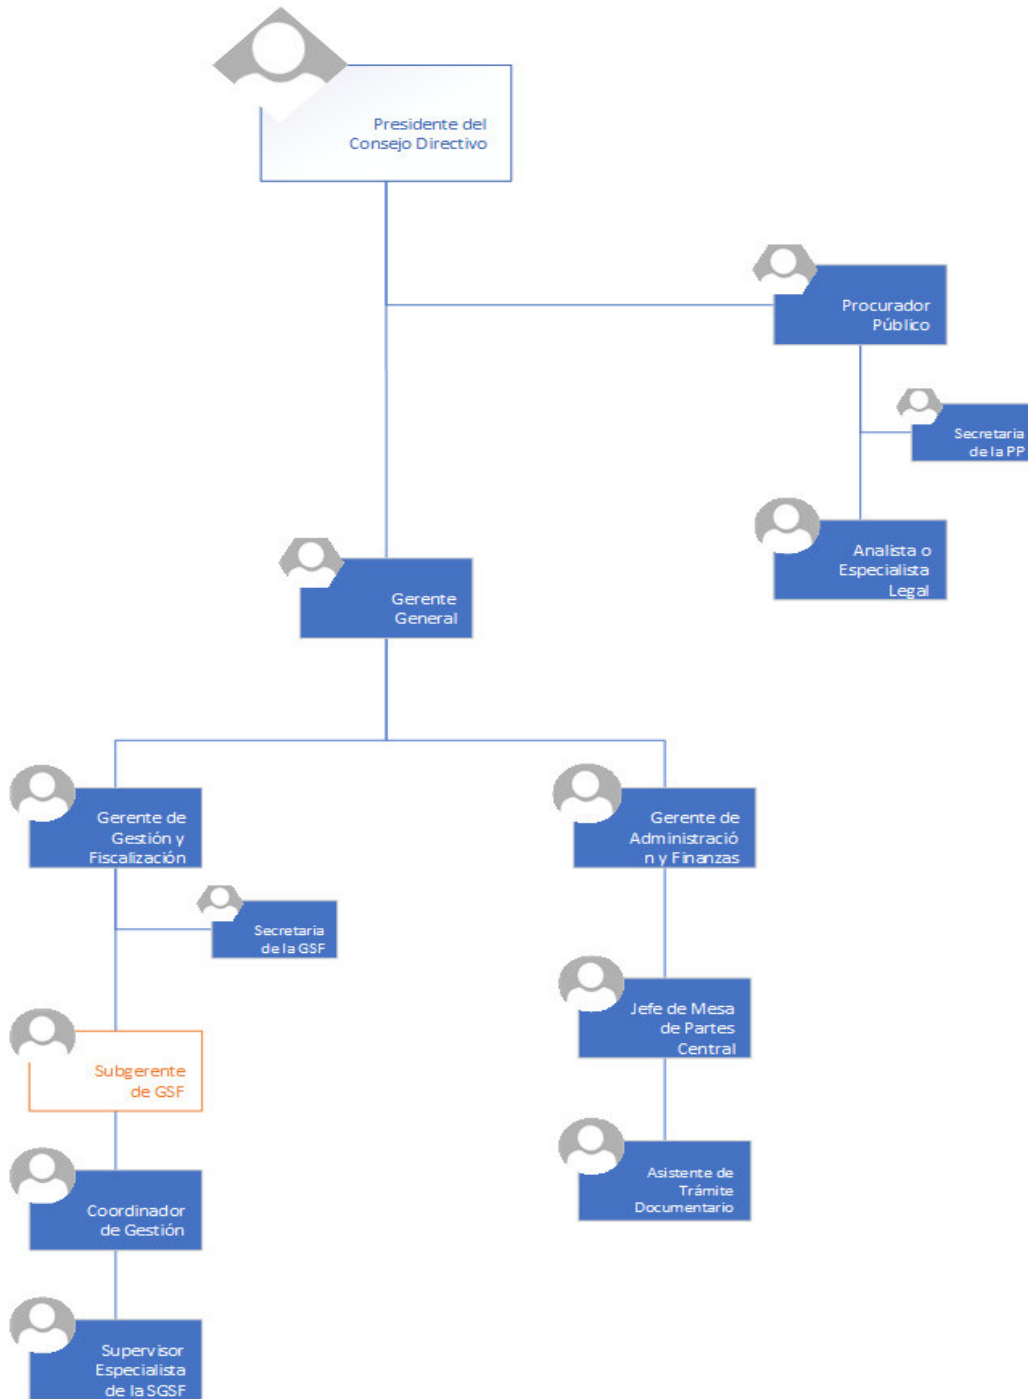 Presidente del
Consejo Directivo
Procurador
Público
Secretaria
de la PP
Analista o
Especialista
Legal
Gerente
General
Gerente de
Gestión y
Fiscalización
Gerente de
Administració
n y Finanzas
Secretaria
de la GSF
Jefe de Mesa
de Partes
Central
Subgerente
de GSF
Asistente de
Trámite
Documentario
Coordinador
de Gestión
Supervisor
Especialista
de la SGSF